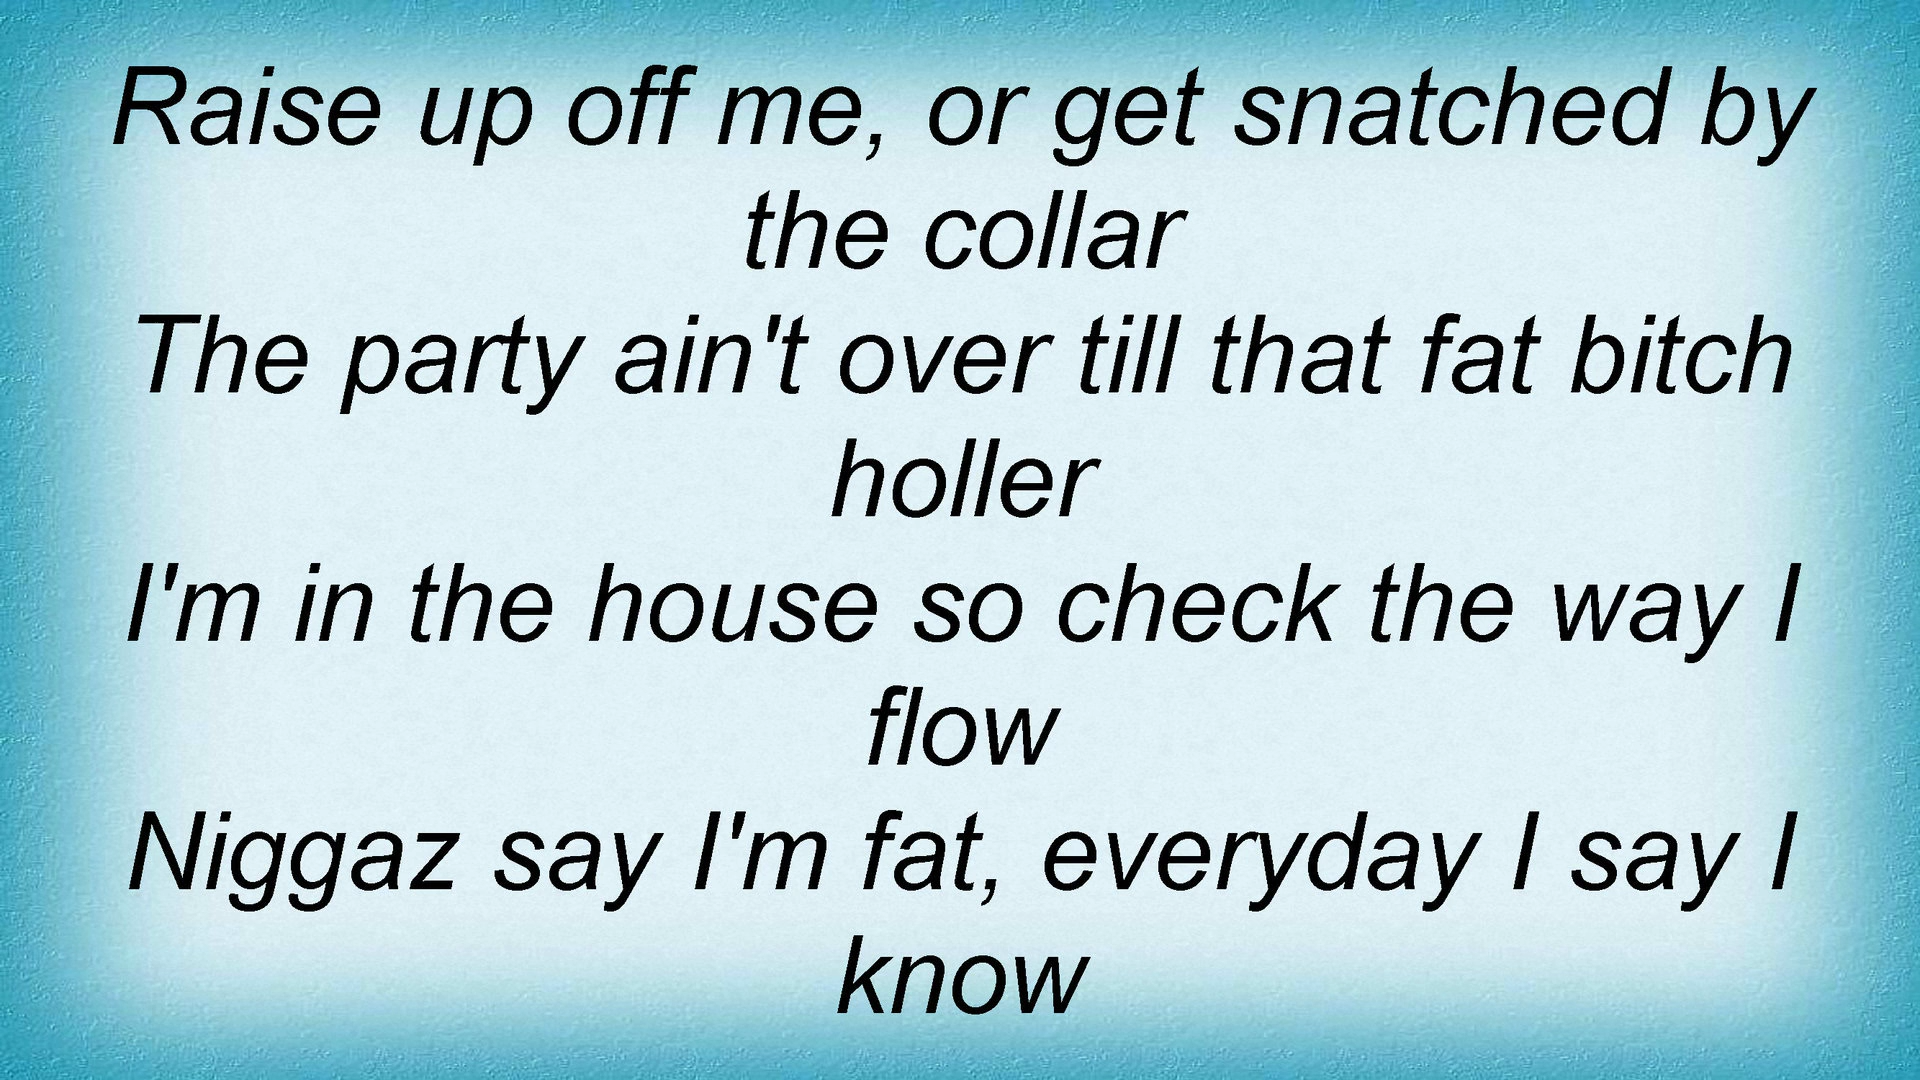 Raise up off me, or get snatched by
the collar
The party ain't over till that fat bitch
holler
I'm in the house so check the way I
flow
Niggaz say I'm fat, everyday I say I
know